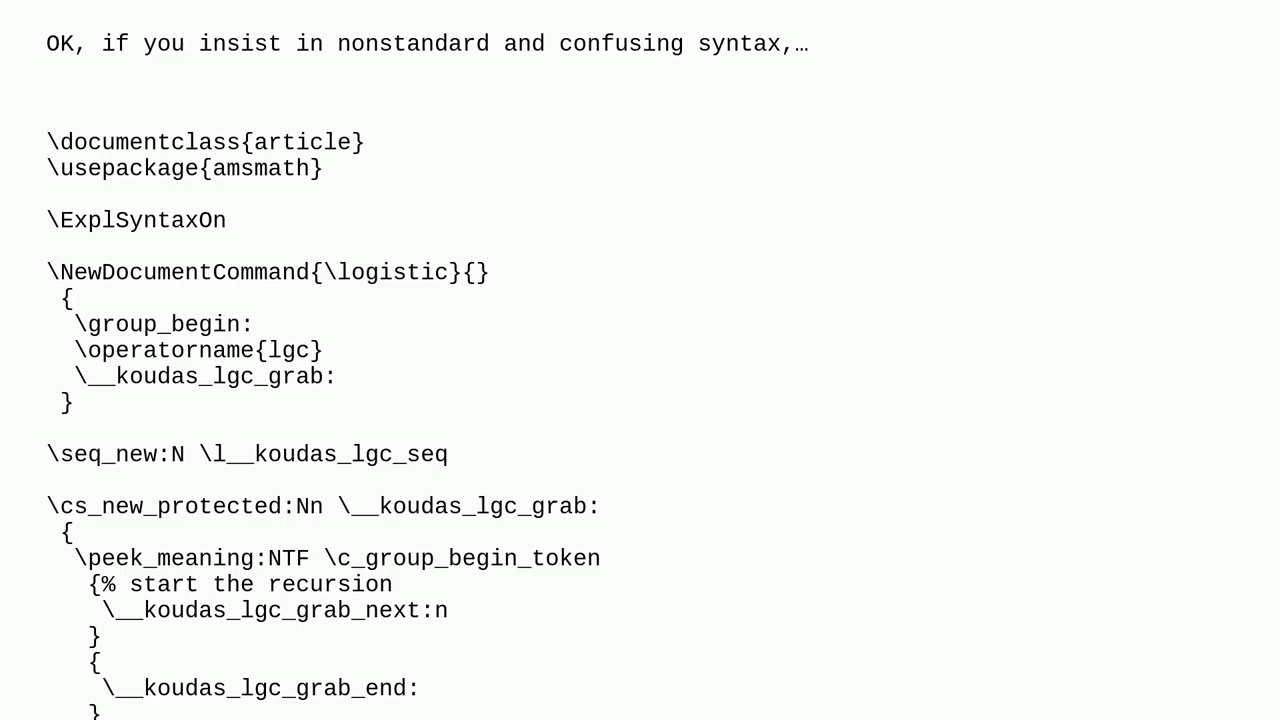 OK, if you insist in nonstandard and confusing syntax,…
\documentclass{article}
\usepackage{amsmath}
\ExplSyntaxOn
\NewDocumentCommand{\logistic}{}
{
\group_begin:
\operatorname{lgc}
\__koudas_lgc_grab:
}
\seq_new:N \l__koudas_lgc_seq
\cs_new_protected:Nn \__koudas_lgc_grab:
{
\peek_meaning:NTF \c_group_begin_token
{% start the recursion
\__koudas_lgc_grab_next:n
}
{
\__koudas_lgc_grab_end:
}